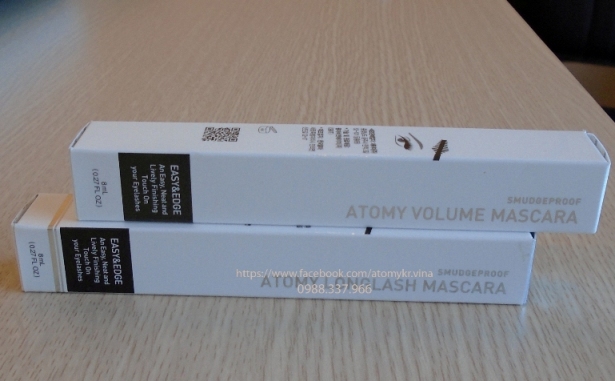 SMUDGEPROOF
ATOMY VOLUME MASCARA
EASY&EDGE
An Easy, Neat and
Lively Finishing
Touch On
your Eyelashes
8mL
(0.27 FL.OZ)
SMUDGEPROOF
ATOMY LONGLASH MASCARA
EASY&EDGE
An Easy, Neat and
Lively Finishing
Touch On
your Eyelashes
8mL
(0.27 FL.OZ)
https://www.facebook.com/atomykr.vina
0988.337.966